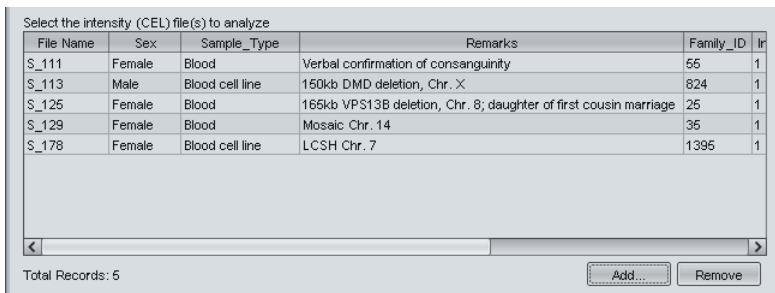 Select the intensity (CEL) file(s) to analyze
File Name Sex Sample_Type Remarks Family_ID Ir
S_111 Female Blood Verbal confirmation of consanguinity 55 1
S_113 Male Blood cell line 150kb DMD deletion, Chr. X 824 1
S_125 Female Blood 165kb VPS13B deletion, Chr. 8; daughter of first cousin marriage 25 1
S_129 Female Blood Mosaic Chr. 14 35 1
S_178 Female Blood cell line LCSH Chr. 7 1395 1
Total Records: 5 Add... Remove